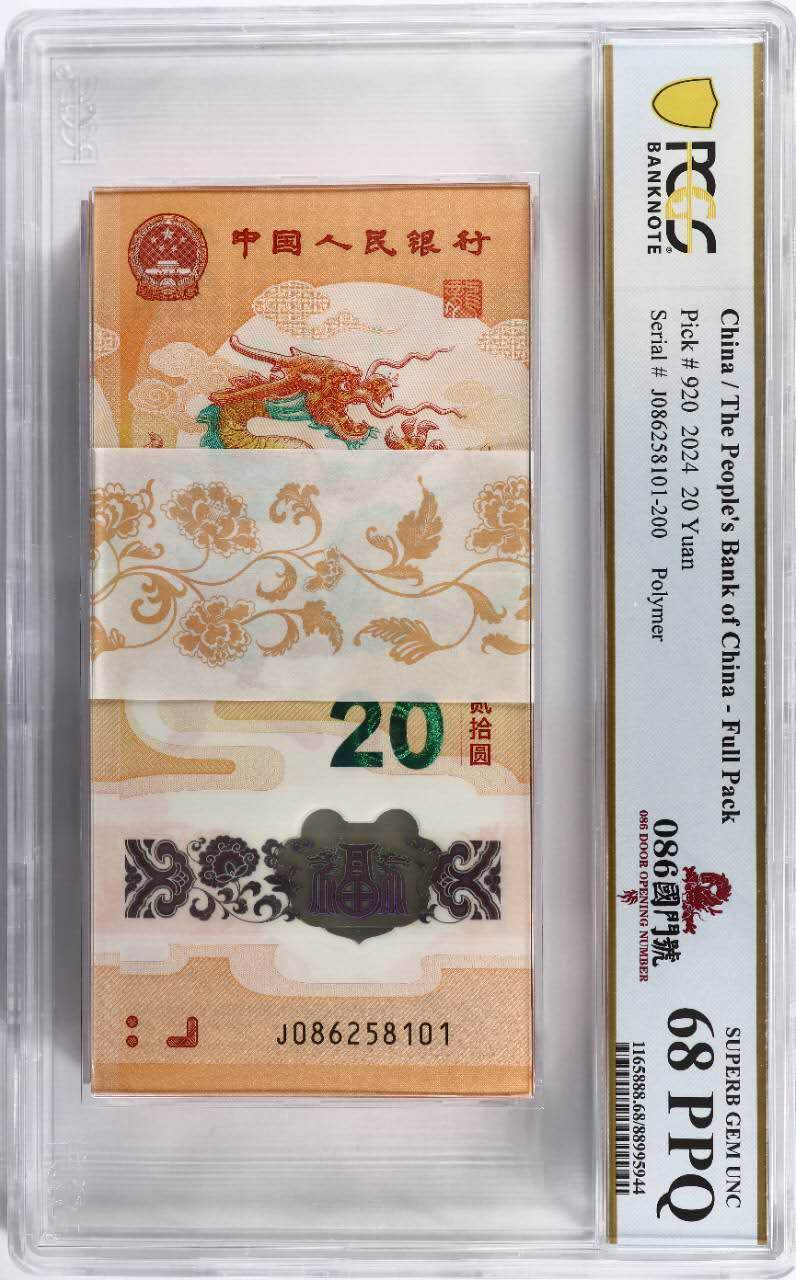 中国人民银行
20
贰拾圆
福
J086258101
PCGS
BANKNOTE
China / The People's Bank of China - Full Pack
Pick # 920 2024 20 Yuan
Serial # J086258101-200 Polymer
086國門號
086 DOOR OPENING NUMBER
SUPERB GEM UNC
68 PPQ
1165888.68/88995944